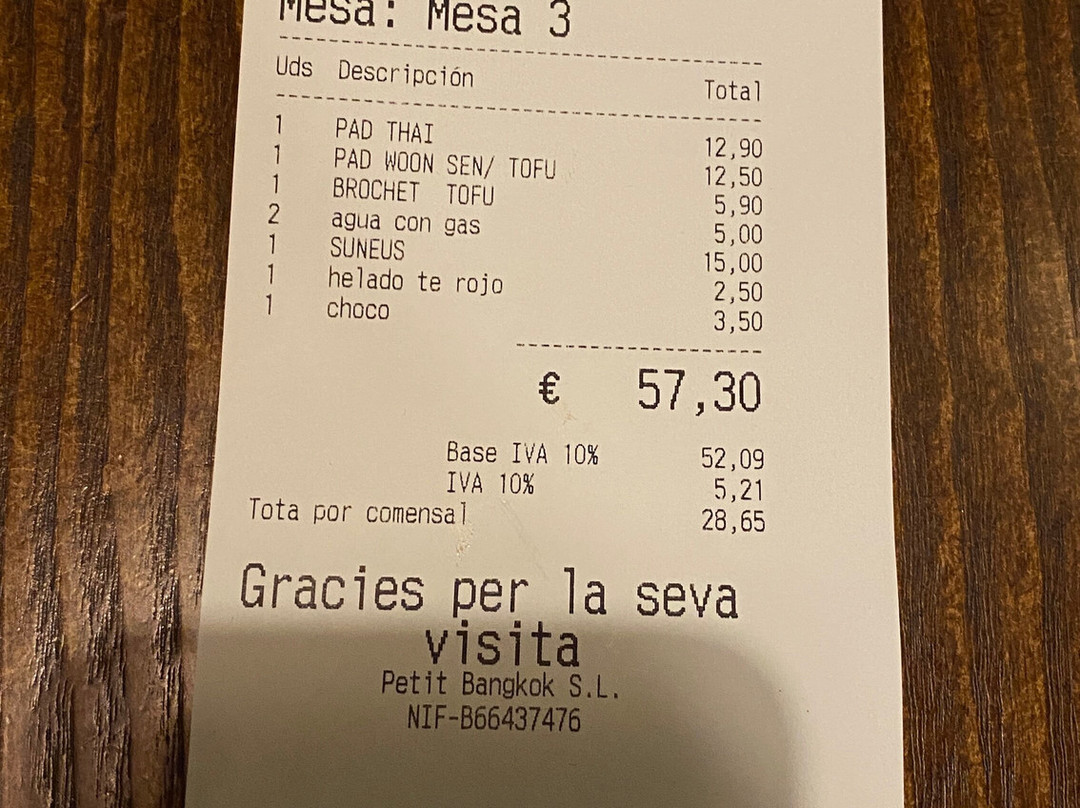 Mesa: Mesa 3
Uds Descripción Total
1 PAD THAI 12,90
1 PAD WOON SEN/ TOFU 12,50
1 BROCHET TOFU 5,90
2 agua con gas 5,00
1 SUNEUS 15,00
1 helado te rojo 2,50
1 choco 3,50
€ 57,30
Base IVA 10% 52,09
IVA 10% 5,21
Tota por comensal 28,65
Gracies per la seva
visita
Petit Bangkok S.L.
NIF-B66437476